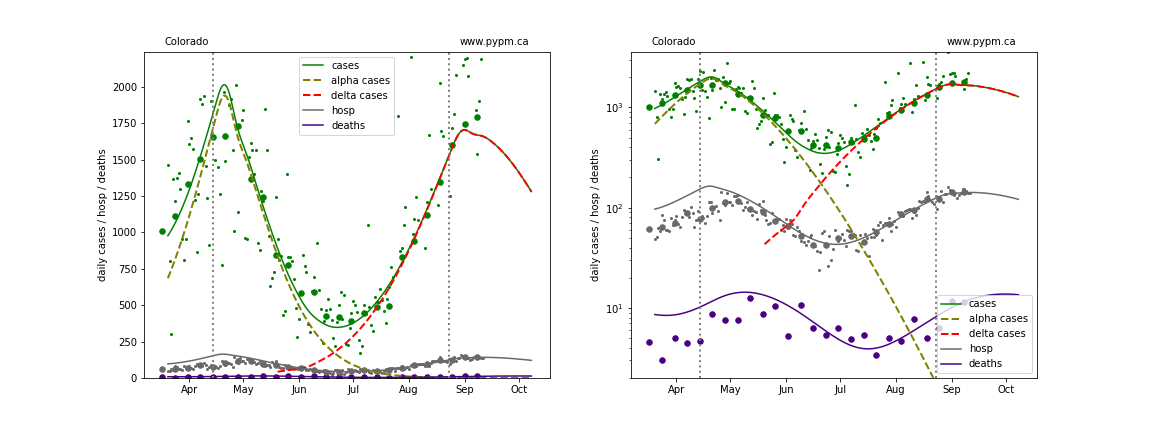 Colorado
www.pypm.ca
daily cases / hosp / deaths
2000
1750
1500
1250
1000
750
500
250
0
Apr
May
Jun
Jul
Aug
Sep
Oct
cases
alpha cases
delta cases
hosp
deaths
Colorado
www.pypm.ca
daily cases / hosp / deaths
10³
10²
10¹
Apr
May
Jun
Jul
Aug
Sep
Oct
cases
alpha cases
delta cases
hosp
deaths